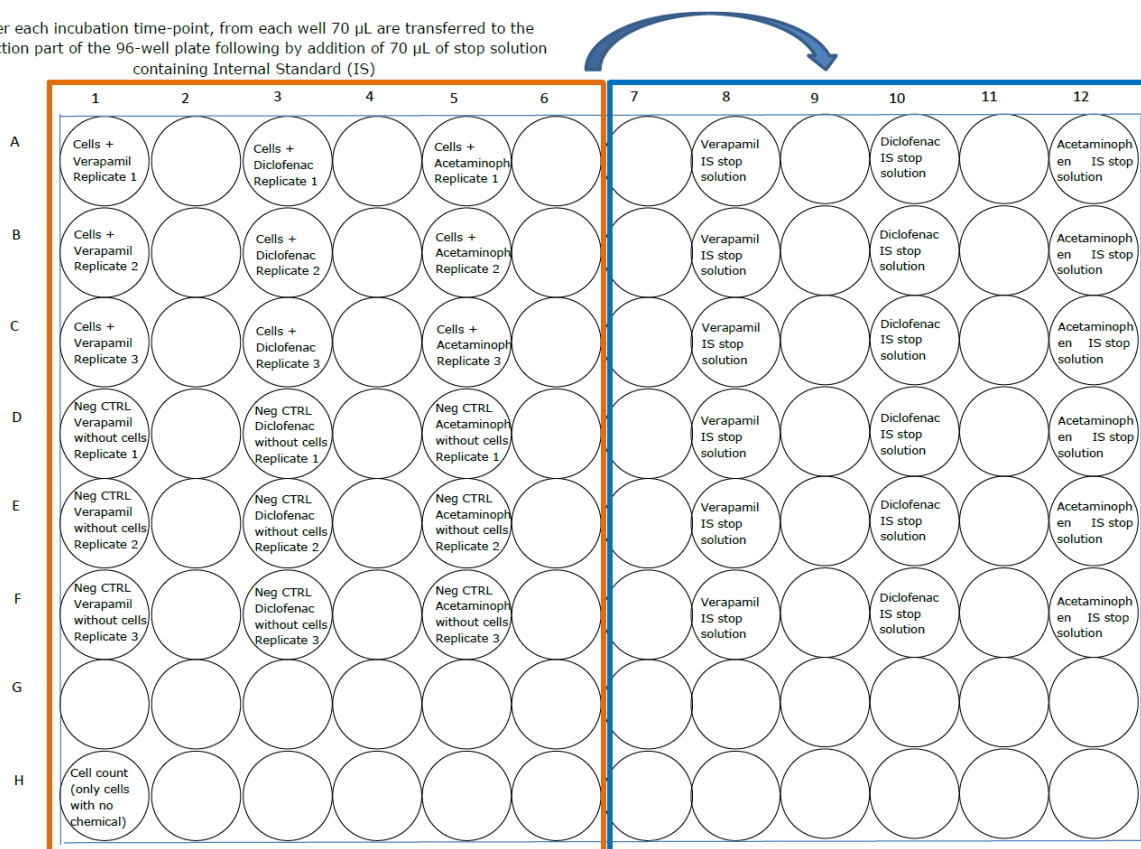 er each incubation time-point, from each well 70 µL are transferred to the
ction part of the 96-well plate following by addition of 70 µL of stop solution
containing Internal Standard (IS)
1 2 3 4 5 6 7 8 9 10 11 12
A
Cells +
Verapamil
Replicate 1
Cells +
Diclofenac
Replicate 1
Cells +
Acetaminoph
Replicate 1
Verapamil
IS stop
solution
Diclofenac
IS stop
solution
Acetaminoph
en IS stop
solution
B
Cells +
Verapamil
Replicate 2
Cells +
Diclofenac
Replicate 2
Cells +
Acetaminoph
Replicate 2
Verapamil
IS stop
solution
Diclofenac
IS stop
solution
Acetaminoph
en IS stop
solution
C
Cells +
Verapamil
Replicate 3
Cells +
Diclofenac
Replicate 3
Cells +
Acetaminoph
Replicate 3
Verapamil
IS stop
solution
Diclofenac
IS stop
solution
Acetaminoph
en IS stop
solution
D
Neg CTRL
Verapamil
without cells
Replicate 1
Neg CTRL
Diclofenac
without cells
Replicate 1
Neg CTRL
Acetaminoph
without cells
Replicate 1
Verapamil
IS stop
solution
Diclofenac
IS stop
solution
Acetaminoph
en IS stop
solution
E
Neg CTRL
Verapamil
without cells
Replicate 2
Neg CTRL
Diclofenac
without cells
Replicate 2
Neg CTRL
Acetaminoph
without cells
Replicate 2
Verapamil
IS stop
solution
Diclofenac
IS stop
solution
Acetaminoph
en IS stop
solution
F
Neg CTRL
Verapamil
without cells
Replicate 3
Neg CTRL
Diclofenac
without cells
Replicate 3
Neg CTRL
Acetaminoph
without cells
Replicate 3
Verapamil
IS stop
solution
Diclofenac
IS stop
solution
Acetaminoph
en IS stop
solution
G
H
Cell count
(only cells
with no
chemical)